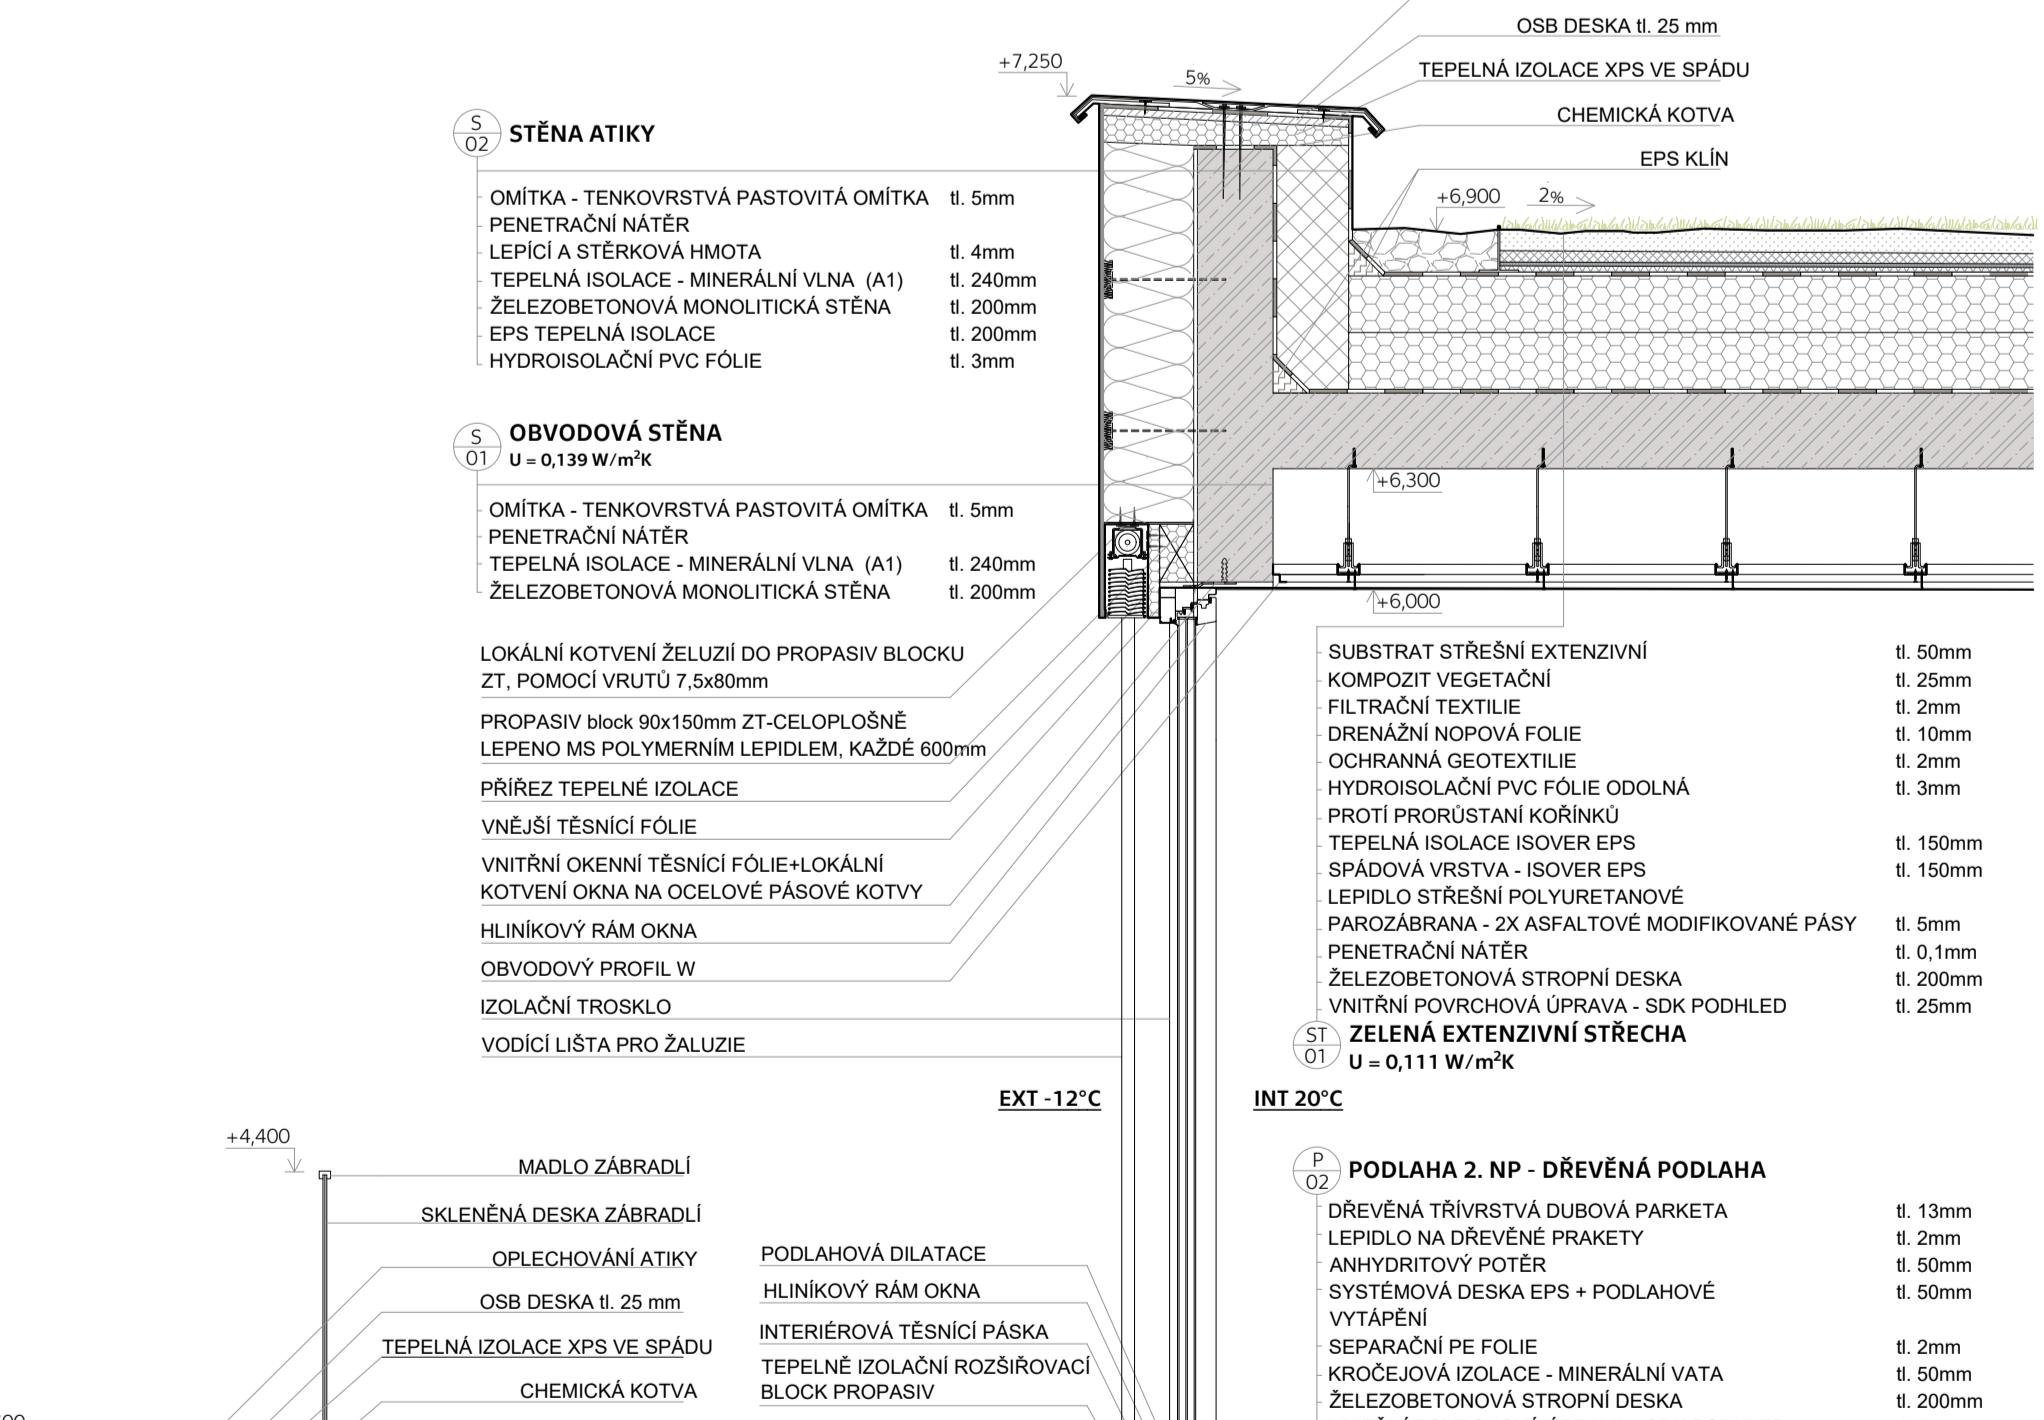 OSB DESKA tl. 25 mm
TEPELNÁ IZOLACE XPS VE SPÁDU
CHEMICKÁ KOTVA
EPS KLÍN
+7,250
5%
+6,900
2%
S
02
STĚNA ATIKY
OMÍTKA - TENKOVRSTVÁ PASTOVITÁ OMÍTKA tl. 5mm
PENETRAČNÍ NÁTĚR
LEPÍCÍ A STĚRKOVÁ HMOTA tl. 4mm
TEPELNÁ ISOLACE - MINERÁLNÍ VLNA (A1) tl. 240mm
ŽELEZOBETONOVÁ MONOLITICKÁ STĚNA tl. 200mm
EPS TEPELNÁ ISOLACE tl. 200mm
HYDROISOLAČNÍ PVC FÓLIE tl. 3mm
S
01
OBVODOVÁ STĚNA
U = 0,139 W/m²K
OMÍTKA - TENKOVRSTVÁ PASTOVITÁ OMÍTKA tl. 5mm
PENETRAČNÍ NÁTĚR
TEPELNÁ ISOLACE - MINERÁLNÍ VLNA (A1) tl. 240mm
ŽELEZOBETONOVÁ MONOLITICKÁ STĚNA tl. 200mm
+6,300
+6,000
LOKÁLNÍ KOTVENÍ ŽELUZIÍ DO PROPASIV BLOCKU
ZT, POMOCÍ VRUTŮ 7,5x80mm
PROPASIV block 90x150mm ZT-CELOPLOŠNĚ
LEPENO MS POLYMERNÍM LEPIDLEM, KAŽDÉ 600mm
PŘÍŘEZ TEPELNÉ IZOLACE
VNĚJŠÍ TĚSNÍCÍ FÓLIE
VNITŘNÍ OKENNÍ TĚSNÍCÍ FÓLIE+LOKÁLNÍ
KOTVENÍ OKNA NA OCELOVÉ PÁSOVÉ KOTVY
HLINÍKOVÝ RÁM OKNA
OBVODOVÝ PROFIL W
IZOLAČNÍ TROSKLO
VODÍCÍ LIŠTA PRO ŽALUZIE
SUBSTRAT STŘEŠNÍ EXTENZIVNÍ tl. 50mm
KOMPOZIT VEGETAČNÍ tl. 25mm
FILTRAČNÍ TEXTILIE tl. 2mm
DRENÁŽNÍ NOPOVÁ FOLIE tl. 10mm
OCHRANNÁ GEOTEXTILIE tl. 2mm
HYDROISOLAČNÍ PVC FÓLIE ODOLNÁ tl. 3mm
PROTÍ PRORŮSTANÍ KOŘÍNKŮ
TEPELNÁ ISOLACE ISOVER EPS tl. 150mm
SPÁDOVÁ VRSTVA - ISOVER EPS tl. 150mm
LEPIDLO STŘEŠNÍ POLYURETANOVÉ
PAROZÁBRANA - 2X ASFALTOVÉ MODIFIKOVANÉ PÁSY tl. 5mm
PENETRAČNÍ NÁTĚR tl. 0,1mm
ŽELEZOBETONOVÁ STROPNÍ DESKA tl. 200mm
VNITŘNÍ POVRCHOVÁ ÚPRAVA - SDK PODHLED tl. 25mm
ST
01
ZELENÁ EXTENZIVNÍ STŘECHA
U = 0,111 W/m²K
EXT -12°C
INT 20°C
+4,400
MADLO ZÁBRADLÍ
SKLENĚNÁ DESKA ZÁBRADLÍ
OPLECHOVÁNÍ ATIKY
OSB DESKA tl. 25 mm
TEPELNÁ IZOLACE XPS VE SPÁDU
CHEMICKÁ KOTVA
PODLAHOVÁ DILATACE
HLINÍKOVÝ RÁM OKNA
INTERIÉROVÁ TĚSNÍCÍ PÁSKA
TEPELNĚ IZOLAČNÍ ROZŠIŘOVACÍ
BLOCK PROPASIV
P
02
PODLAHA 2. NP - DŘEVĚNÁ PODLAHA
DŘEVĚNÁ TŘÍVRSTVÁ DUBOVÁ PARKETA tl. 13mm
LEPIDLO NA DŘEVĚNÉ PRAKETY tl. 2mm
ANHYDRITOVÝ POTĚR tl. 50mm
SYSTÉMOVÁ DESKA EPS + PODLAHOVÉ tl. 50mm
VYTÁPĚNÍ
SEPARAČNÍ PE FOLIE tl. 2mm
KROČEJOVÁ IZOLACE - MINERÁLNÍ VATA tl. 50mm
ŽELEZOBETONOVÁ STROPNÍ DESKA tl. 200mm